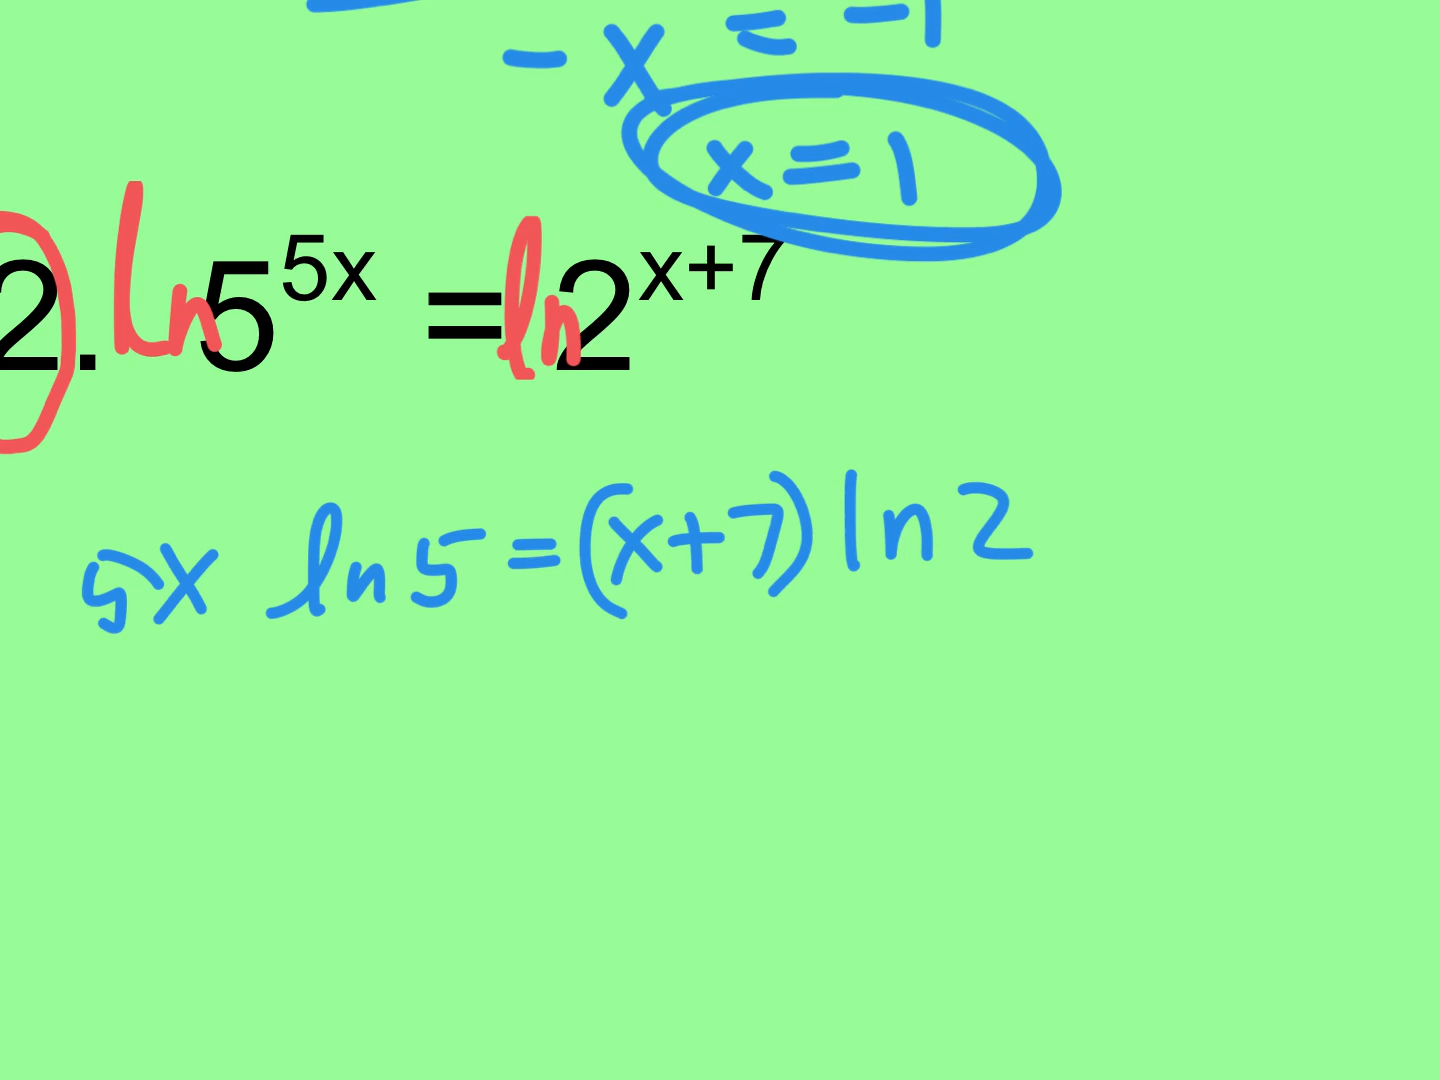 - x = -1
x = 1
2. ln 5^{5x} = ln 2^{x+7}
5x ln 5 = (x+7) ln 2